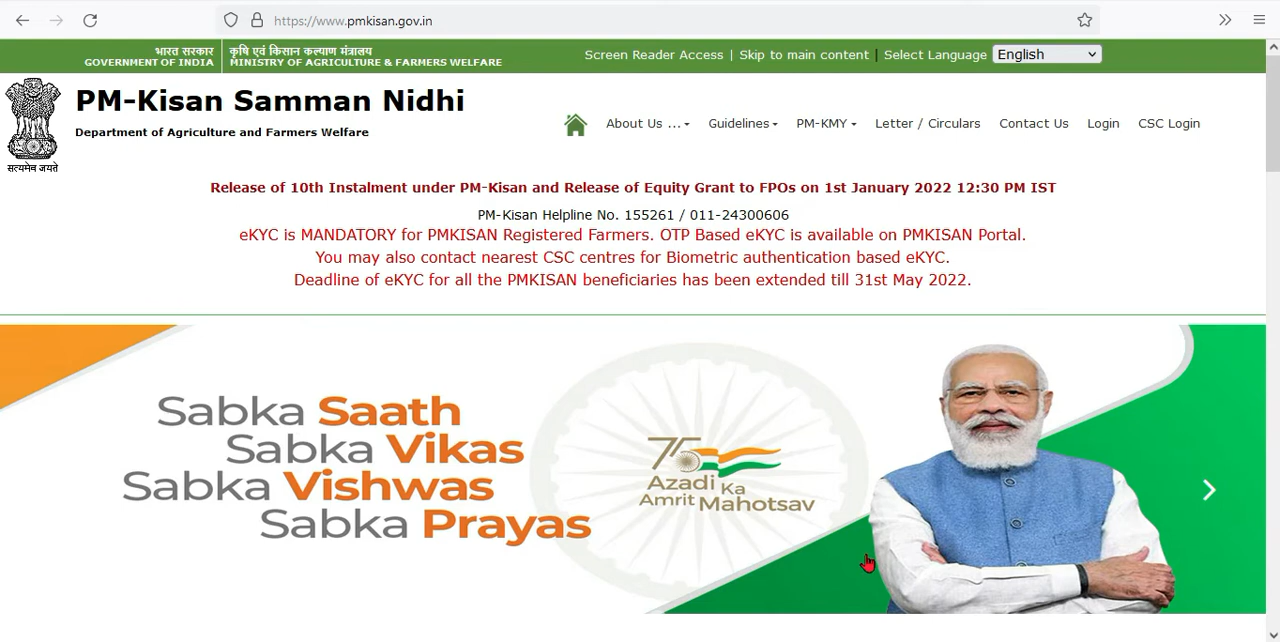 https://www.pmkisan.gov.in
भारत सरकार
GOVERNMENT OF INDIA
कृषि एवं किसान कल्याण मंत्रालय
MINISTRY OF AGRICULTURE & FARMERS WELFARE
Screen Reader Access | Skip to main content | Select Language English
PM-Kisan Samman Nidhi
Department of Agriculture and Farmers Welfare
सत्यमेव जयते
About Us ... Guidelines PM-KMY Letter / Circulars Contact Us Login CSC Login
Release of 10th Instalment under PM-Kisan and Release of Equity Grant to FPOs on 1st January 2022 12:30 PM IST
PM-Kisan Helpline No. 155261 / 011-24300606
eKYC is MANDATORY for PMKISAN Registered Farmers. OTP Based eKYC is available on PMKISAN Portal.
You may also contact nearest CSC centres for Biometric authentication based eKYC.
Deadline of eKYC for all the PMKISAN beneficiaries has been extended till 31st May 2022.
Sabka Saath
Sabka Vikas
Sabka Vishwas
Sabka Prayas
75
Azadi Ka
Amrit Mahotsav